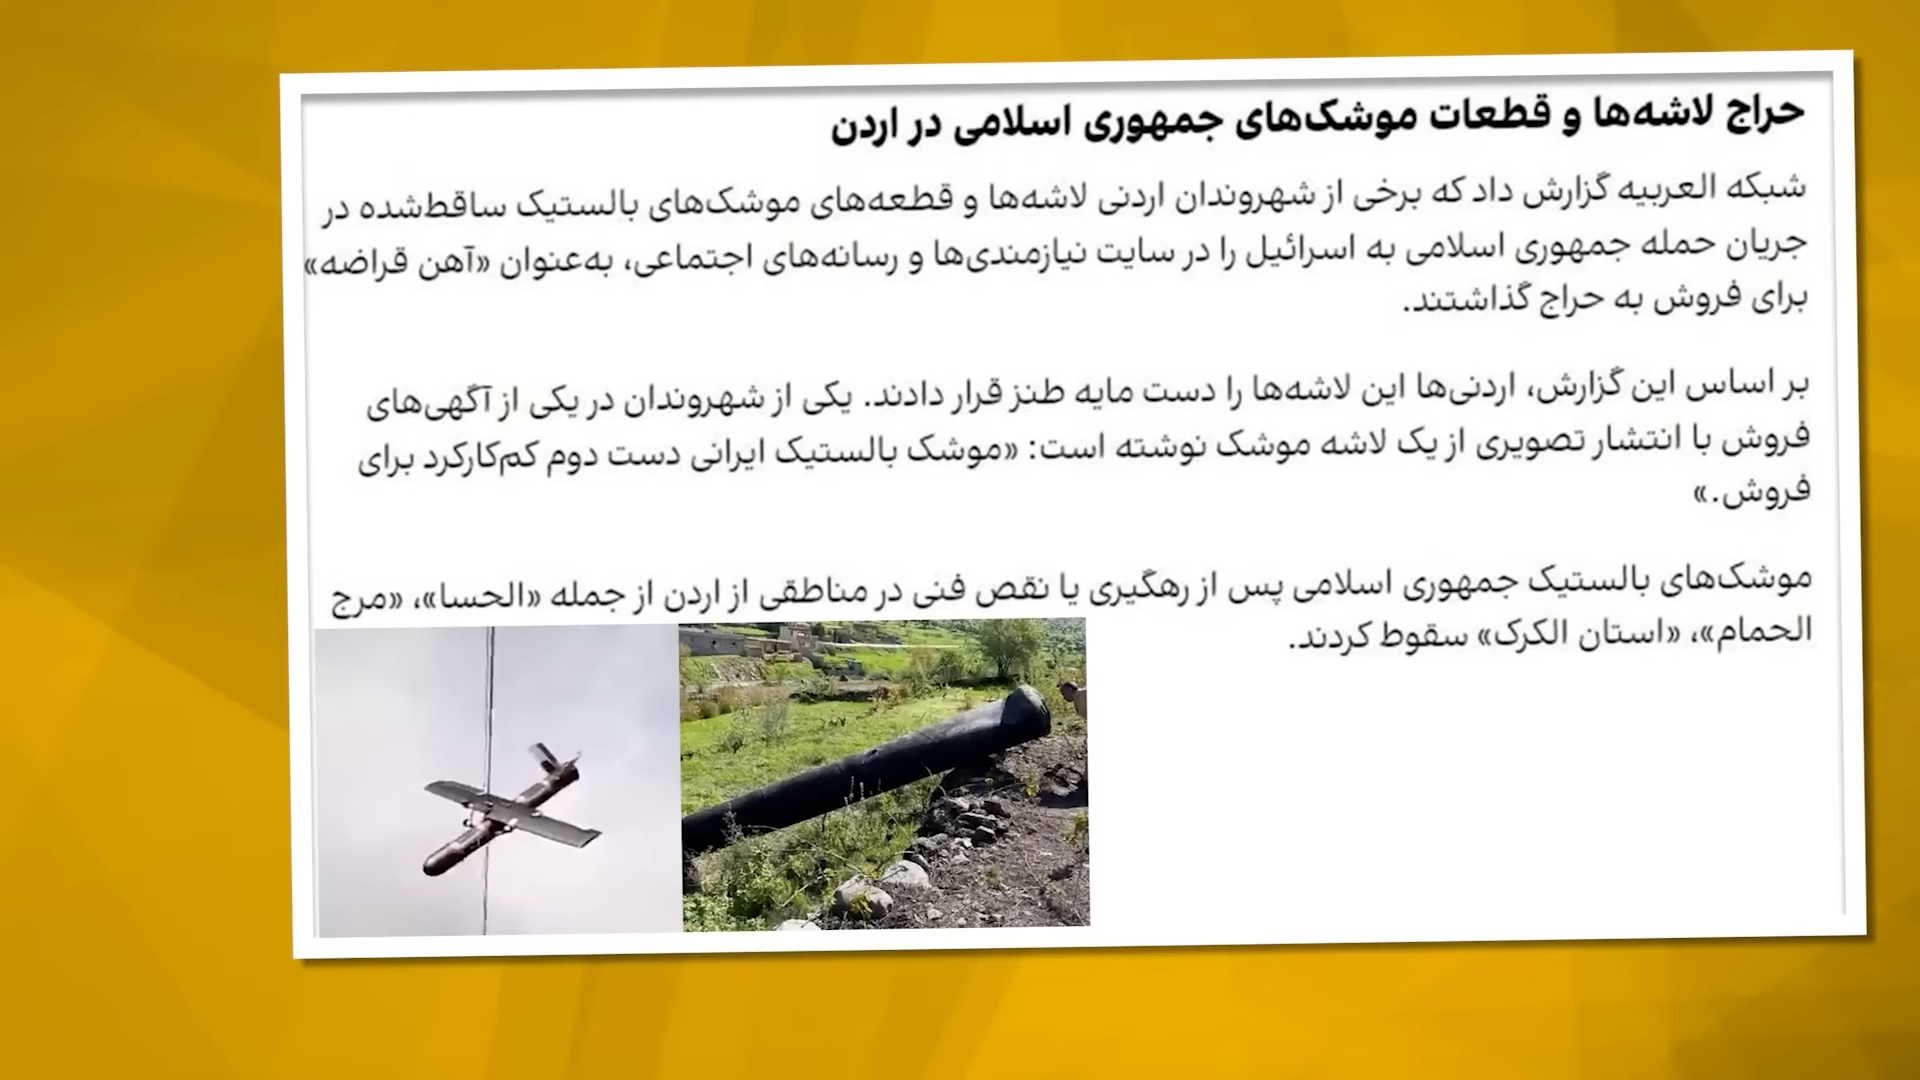 حراج لاشه‌ها و قطعات موشک‌های جمهوری اسلامی در اردن
شبکه العربیه گزارش داد که برخی از شهروندان اردنی لاشه‌ها و قطعه‌های موشک‌های بالستیک ساقط‌شده در
جریان حمله جمهوری اسلامی به اسرائیل را در سایت نیازمندی‌ها و رسانه‌های اجتماعی، به‌عنوان «آهن قراضه»
برای فروش به حراج گذاشتند.
بر اساس این گزارش، اردنی‌ها این لاشه‌ها را دست مایه طنز قرار دادند. یکی از شهروندان در یکی از آگهی‌های
فروش با انتشار تصویری از یک لاشه موشک نوشته است: «موشک بالستیک ایرانی دست دوم کم‌کارکرد برای
فروش.»
موشک‌های بالستیک جمهوری اسلامی پس از رهگیری یا نقص فنی در مناطقی از اردن از جمله «الحسا»، «مرج
الحمام»، «استان الکرک» سقوط کردند.